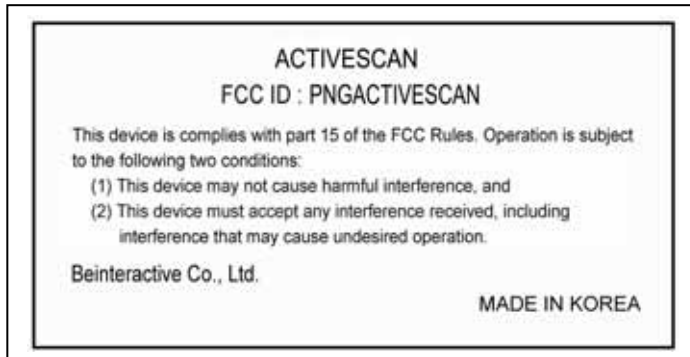 ACTIVESCAN
FCC ID : PNGACTIVESCAN
This device is complies with part 15 of the FCC Rules. Operation is subject
to the following two conditions:
(1) This device may not cause harmful interference, and
(2) This device must accept any interference received, including
interference that may cause undesired operation.
Beinteractive Co., Ltd.
MADE IN KOREA